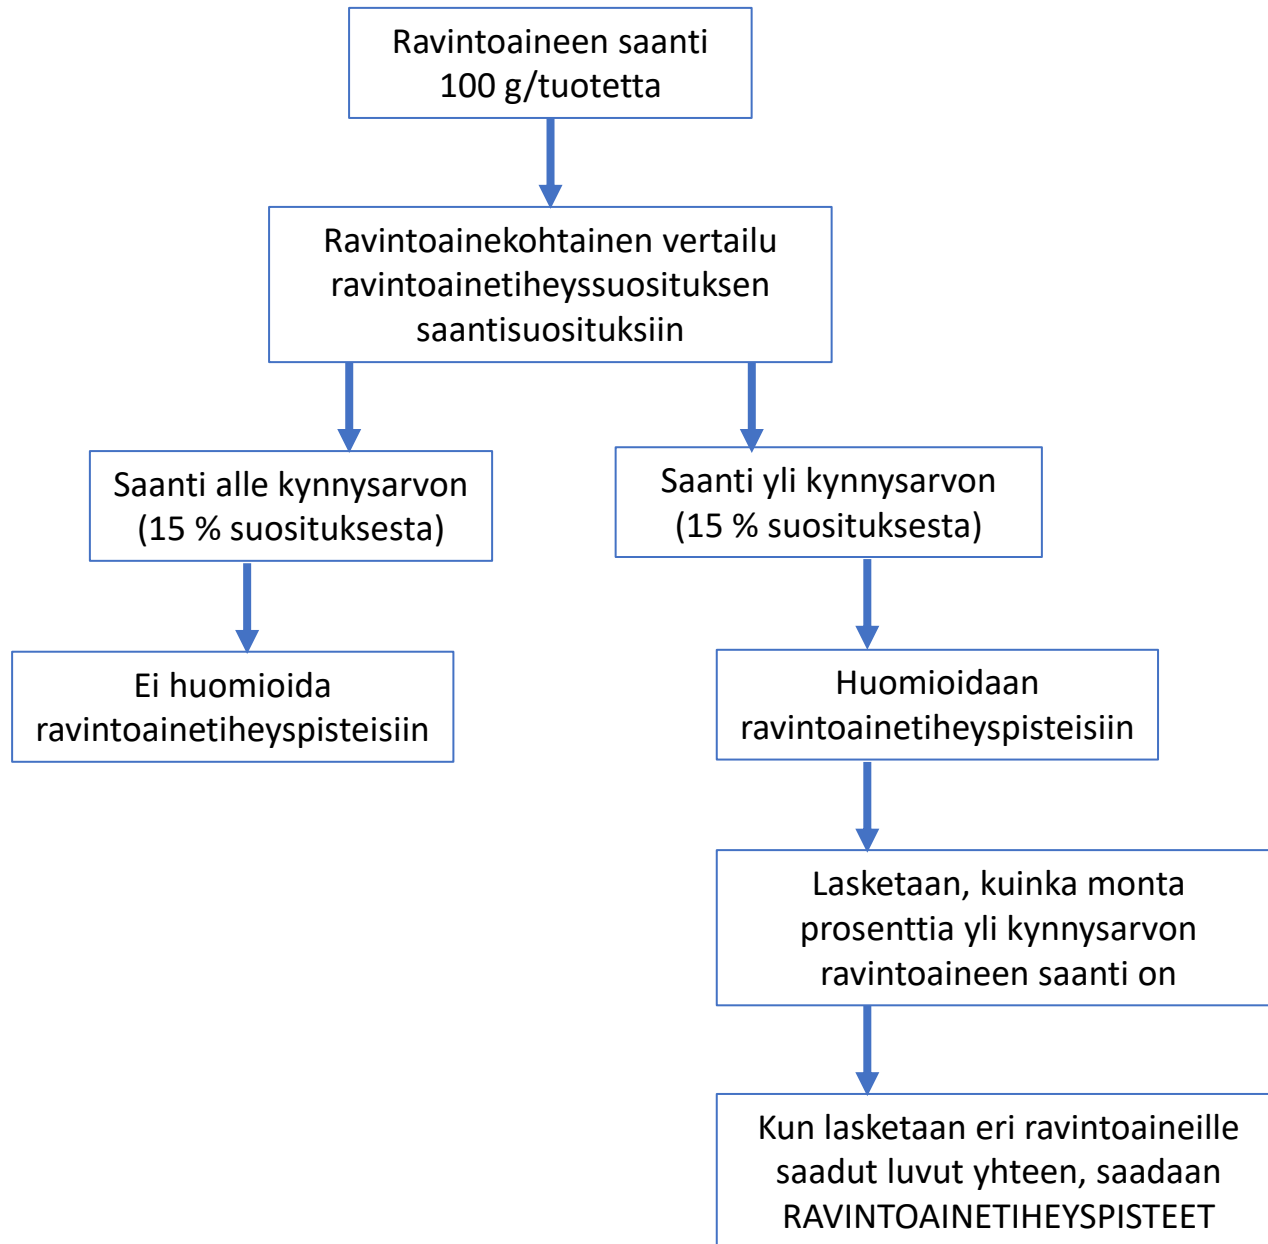 Ravintoaineen saanti
100 g/tuotetta
Ravintoainekohtainen vertailu
ravintoainetiheyssuosituksen
saantisuosituksiin
Saanti alle kynnysarvon
(15 % suosituksesta)
Saanti yli kynnysarvon
(15 % suosituksesta)
Ei huomioida
ravintoainetiheyspisteisiin
Huomioidaan
ravintoainetiheyspisteisiin
Lasketaan, kuinka monta
prosenttia yli kynnysarvon
ravintoaineen saanti on
Kun lasketaan eri ravintoaineille
saadut luvut yhteen, saadaan
RAVINTOAINETIHEYSPISTEET